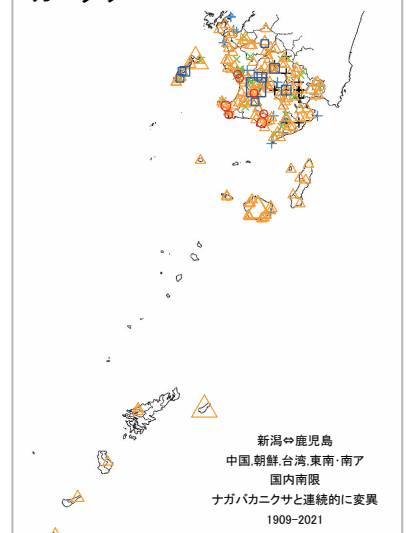 新潟⇔鹿児島
中国,朝鮮,台湾,東南･南ア
国内南限
ナガバカニクサと連続的に変異
1909-2021